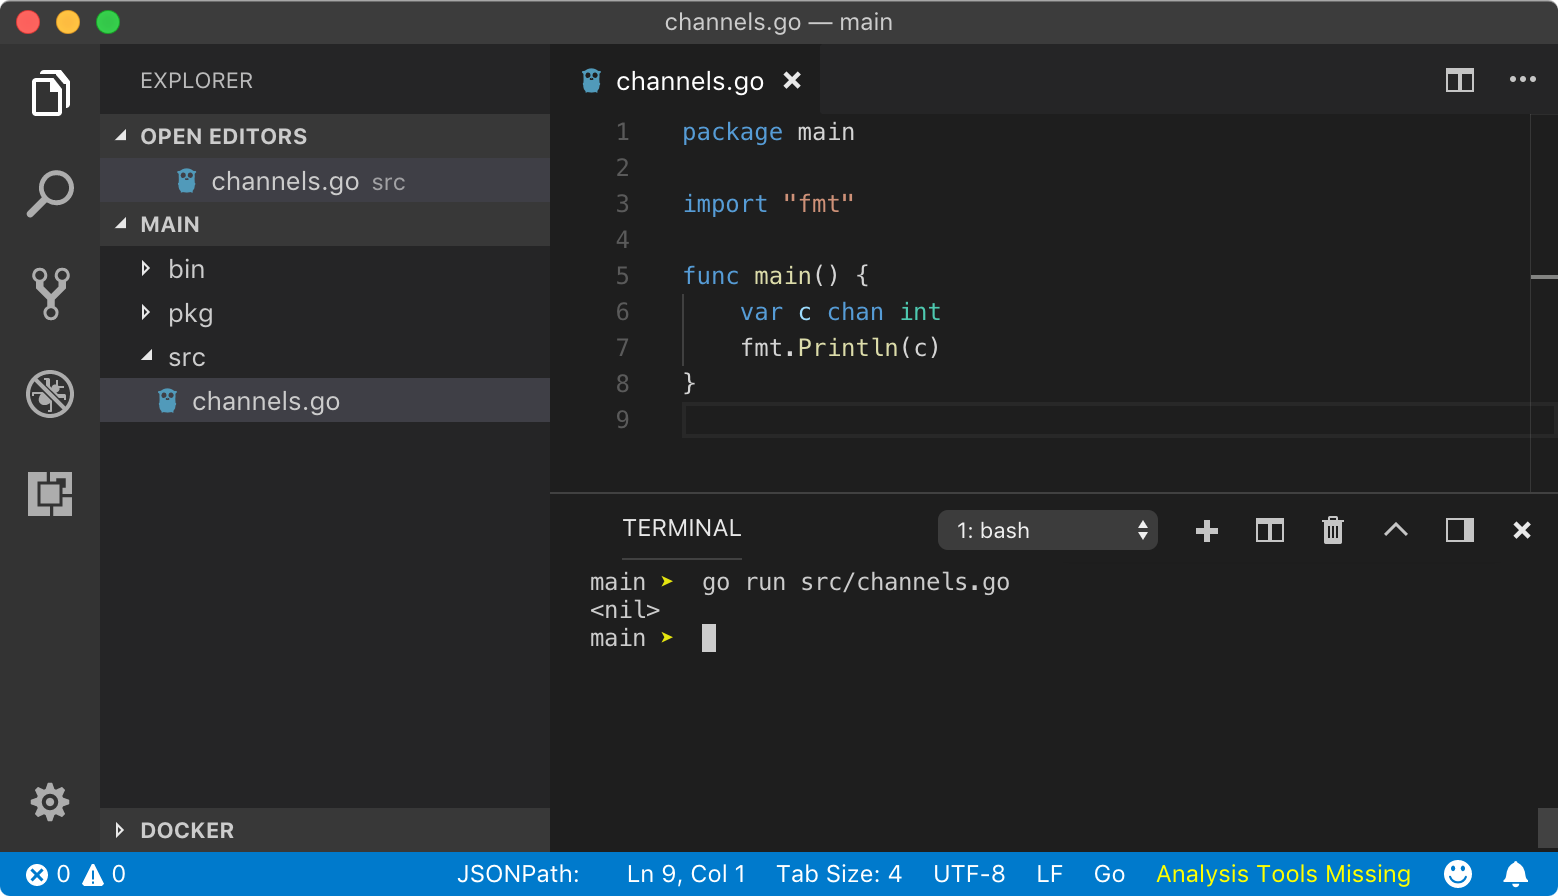 channels.go — main
EXPLORER
OPEN EDITORS
channels.go src
MAIN
bin
pkg
src
channels.go
DOCKER
channels.go
1 package main
2
3 import "fmt"
4
5 func main() {
6 var c chan int
7 fmt.Println(c)
8 }
9
TERMINAL
1: bash
main ➤ go run src/channels.go
<nil>
main ➤
0 0 JSONPath: Ln 9, Col 1 Tab Size: 4 UTF-8 LF Go Analysis Tools Missing